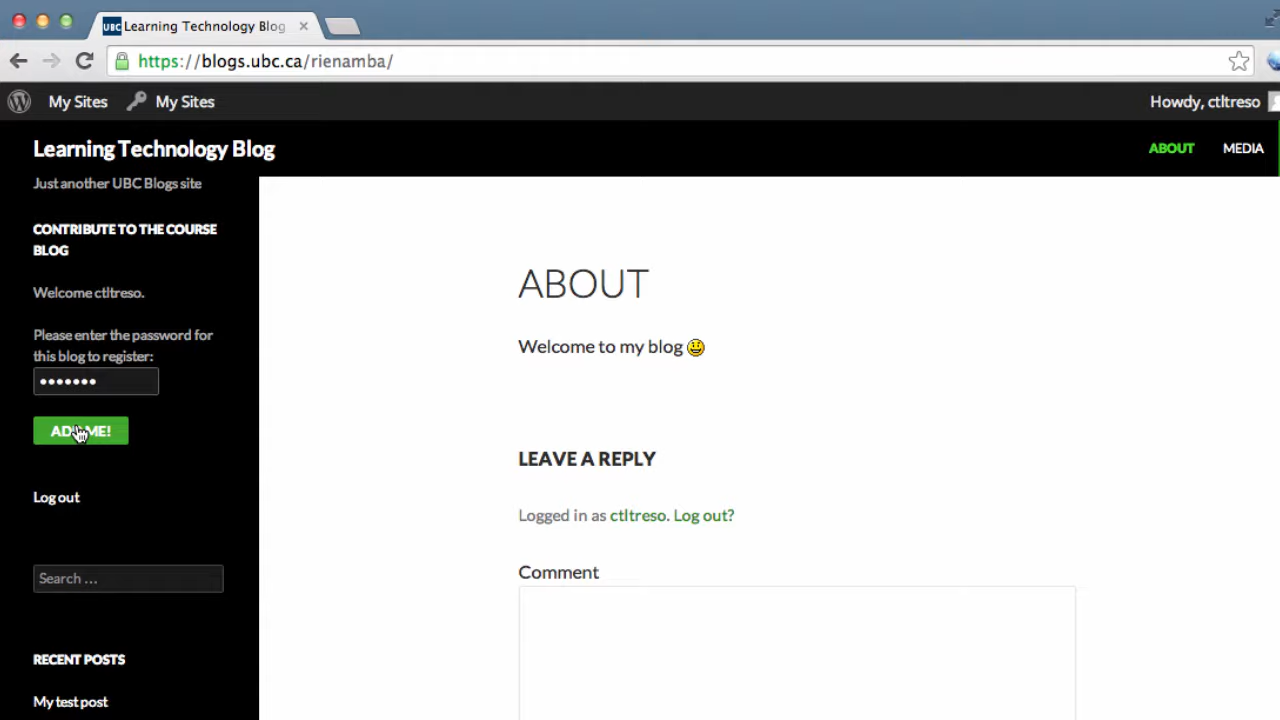 UBC Learning Technology Blog
https://blogs.ubc.ca/rienamba/
My Sites My Sites Howdy, ctltreso
Learning Technology Blog ABOUT MEDIA
Just another UBC Blogs site
CONTRIBUTE TO THE COURSE
BLOG
Welcome ctltreso.
Please enter the password for
this blog to register:
ADD ME!
Log out
Search ...
RECENT POSTS
My test post
ABOUT
Welcome to my blog
LEAVE A REPLY
Logged in as ctltreso. Log out?
Comment